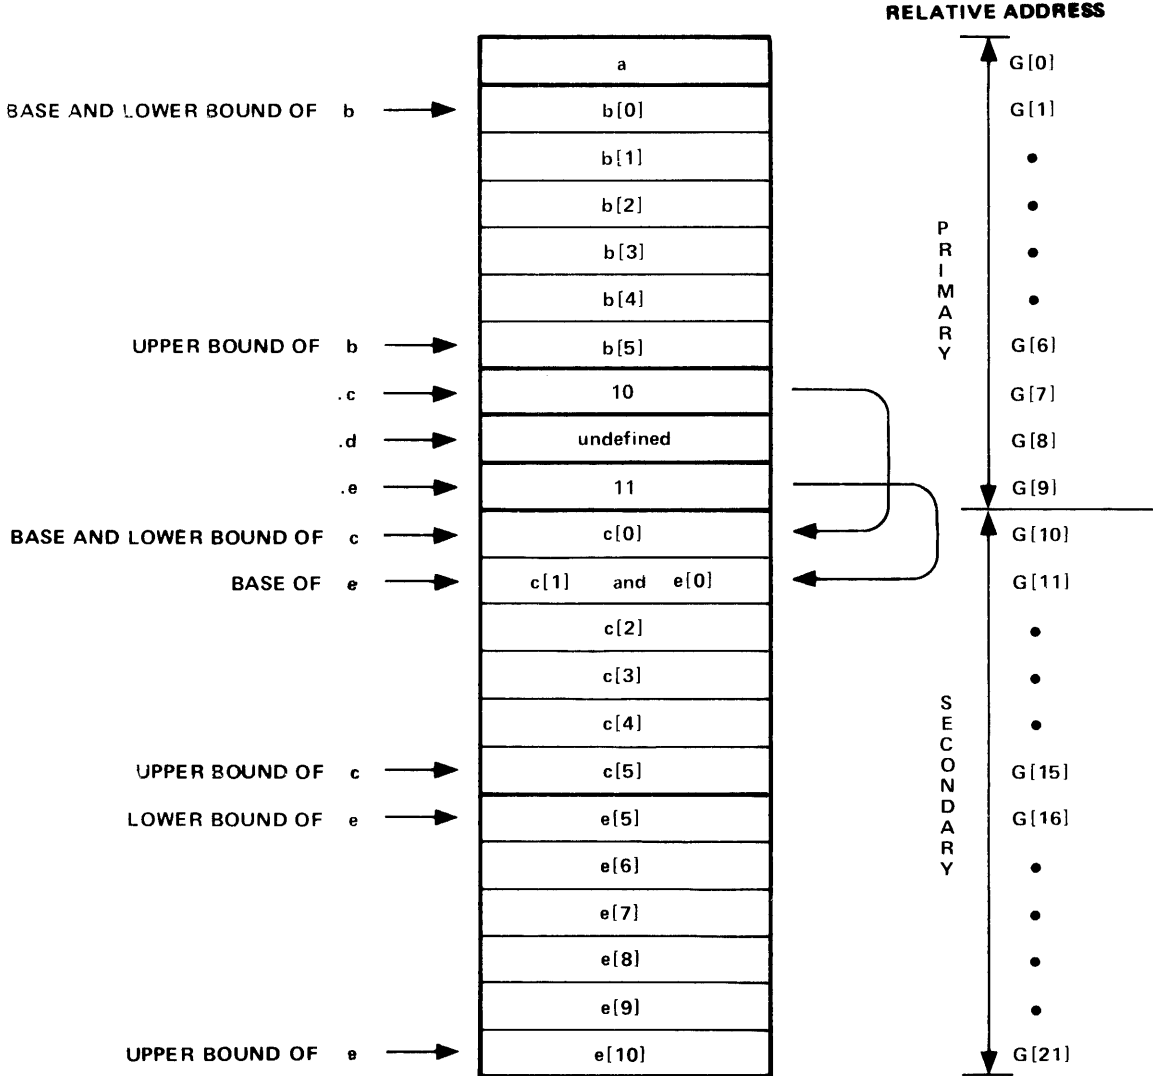 RELATIVE ADDRESS
a G[0]
BASE AND LOWER BOUND OF b b[0] G[1]
b[1]
b[2]
b[3]
b[4]
UPPER BOUND OF b b[5] G[6]
.c 10 G[7]
.d undefined G[8]
.e 11 G[9]
PRIMARY
BASE AND LOWER BOUND OF c c[0] G[10]
BASE OF e c[1] and e[0] G[11]
c[2]
c[3]
c[4]
UPPER BOUND OF c c[5] G[15]
LOWER BOUND OF e e[5] G[16]
e[6]
e[7]
e[8]
e[9]
UPPER BOUND OF e e[10] G[21]
SECONDARY